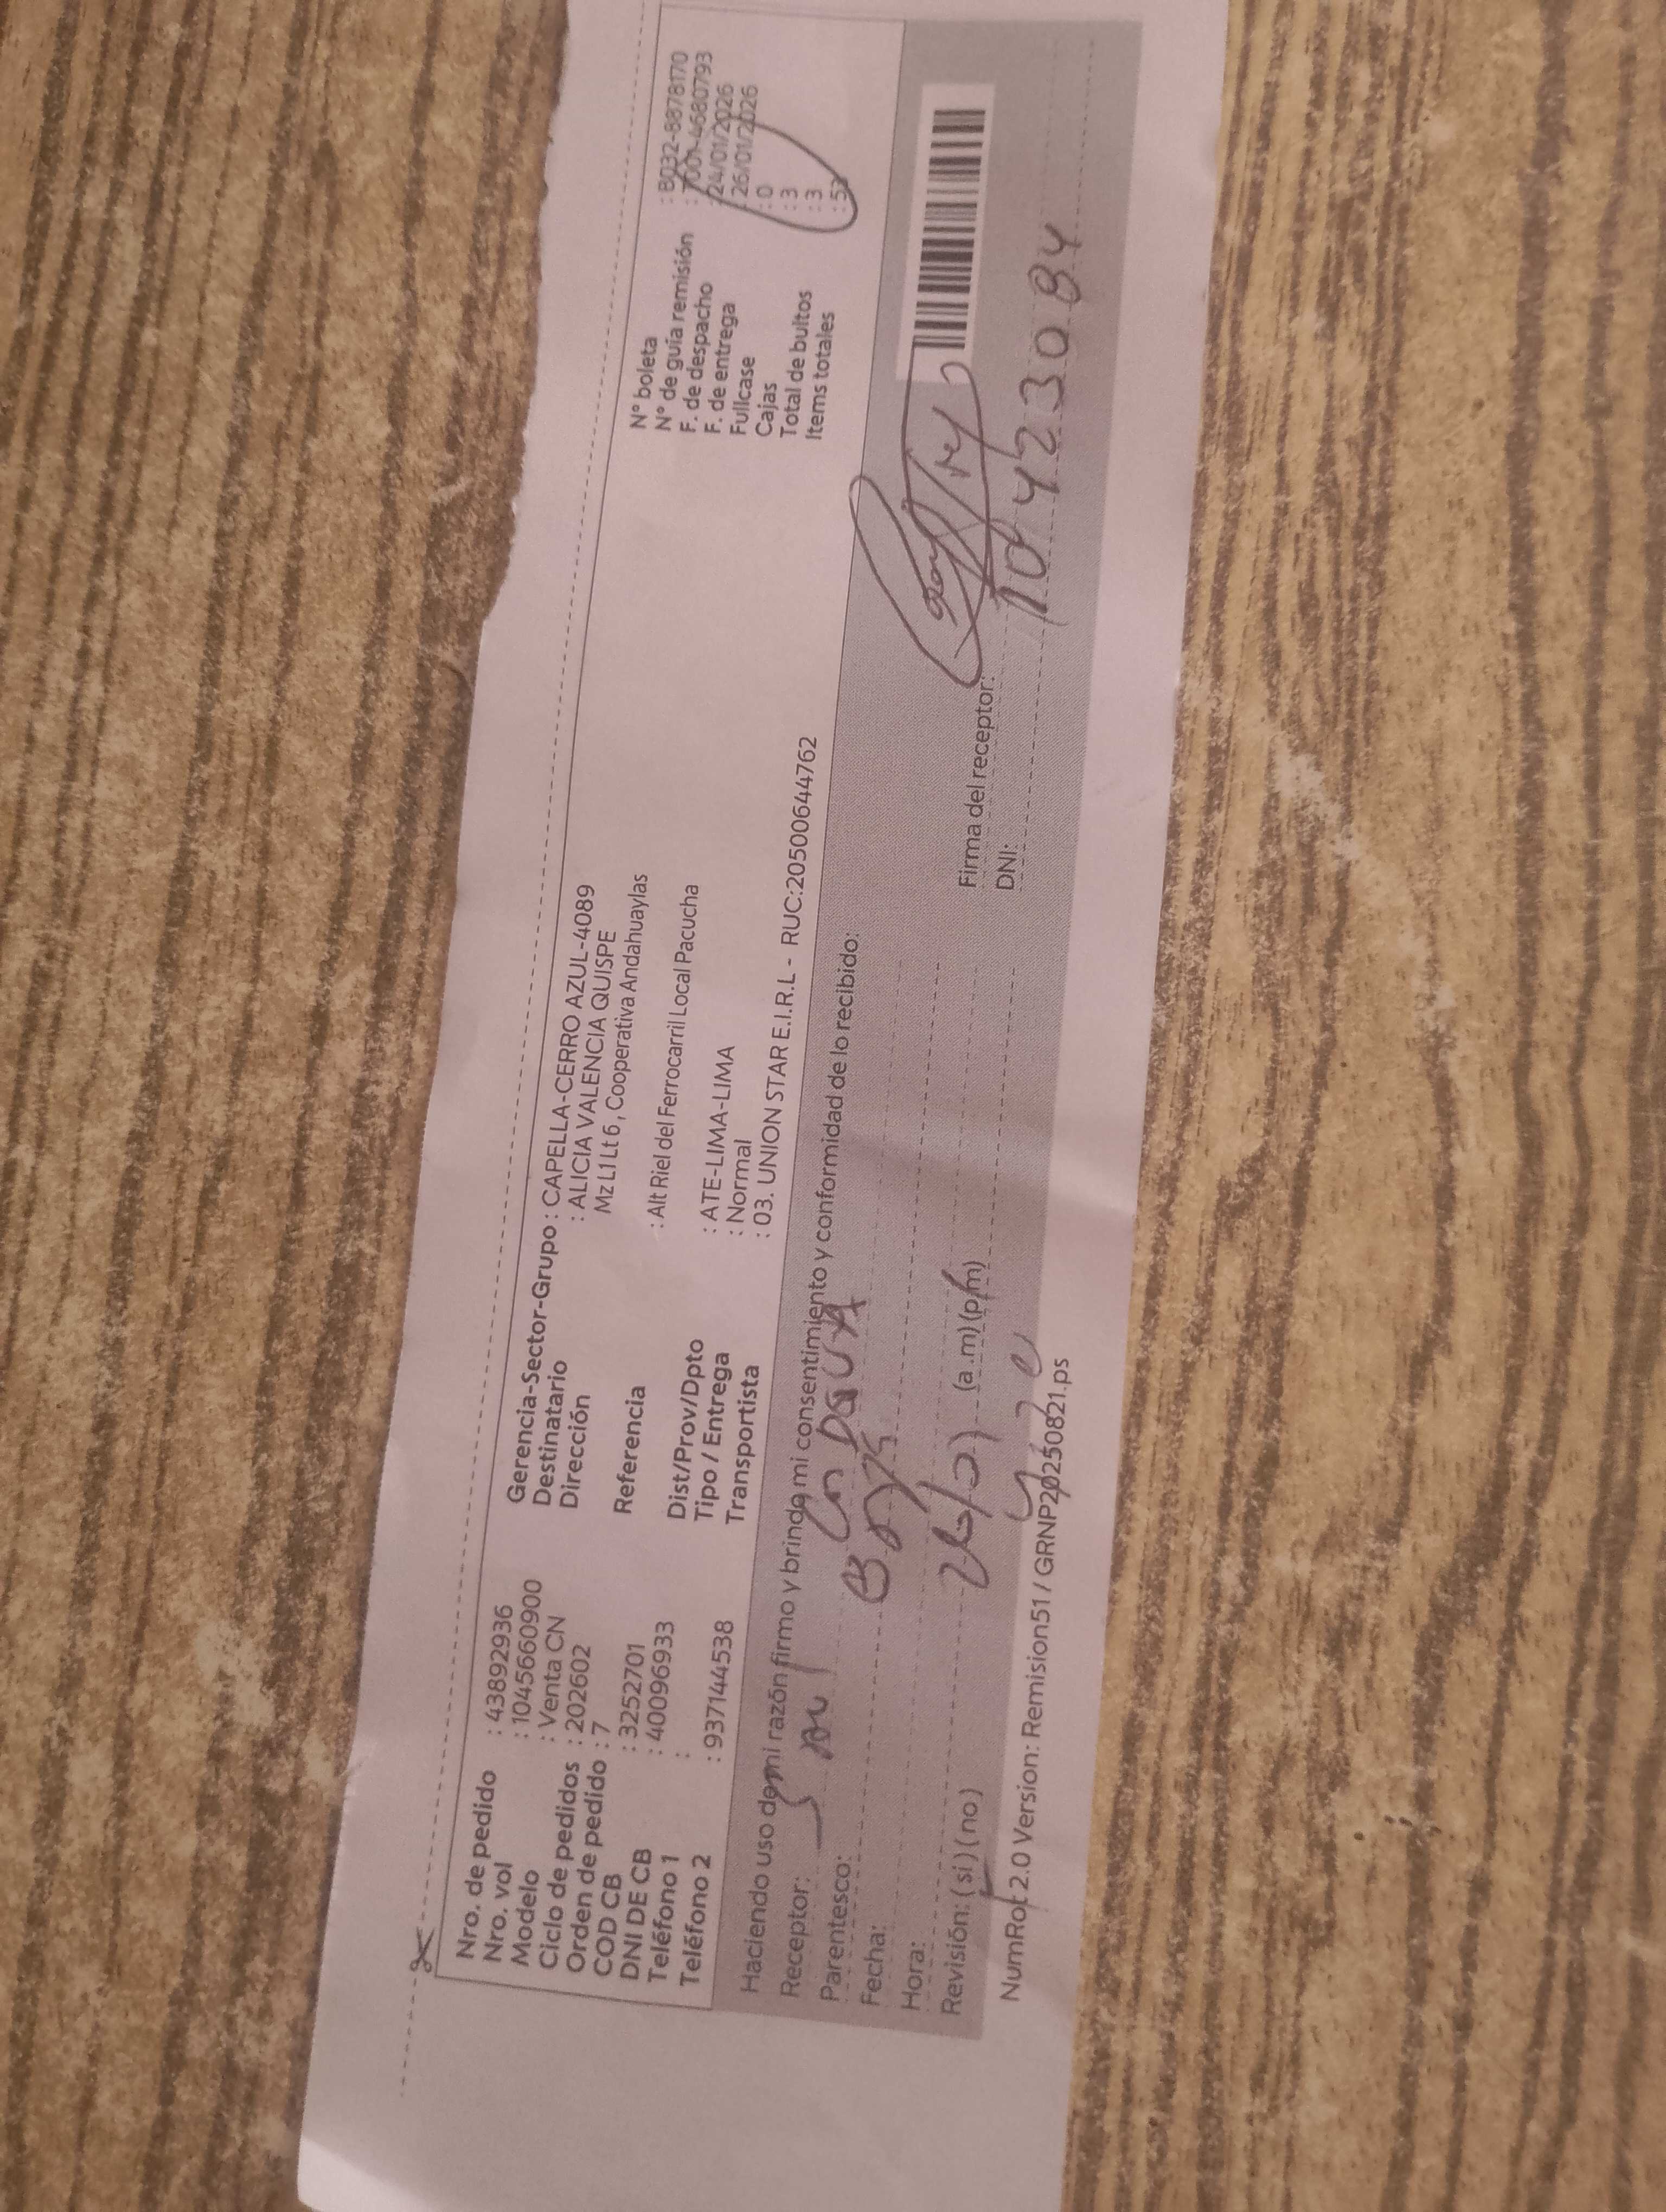 Nro. de pedido : 43892936
Nro. vol : 1045660900
Modelo : Venta CN
Ciclo de pedidos : 202602
Orden de pedido : 7
COD CB : 3252701
DNI DE CB : 40096933
Teléfono 1 :
Teléfono 2 : 937144538
Gerencia-Sector-Grupo : CAPELLA-CERRO AZUL-4089
Destinatario : ALICIA VALENCIA QUISPE
Dirección Mz L1 Lt 6 , Cooperativa Andahuaylas
Referencia : Alt Riel del Ferrocarril Local Pacucha
Dist/Prov/Dpto : ATE-LIMA-LIMA
Tipo / Entrega : Normal
Transportista : 03. UNION STAR E.I.R.L - RUC:20500644762
N° boleta : B032-8878170
N° de guía remisión : T001-4680793
F. de despacho : 24/01/2026
F. de entrega : 26/01/2026
Fullcase : 0
Cajas : 3
Total de bultos : 3
Items totales
Haciendo uso de mi razón firmo y brindo mi consentimiento y conformidad de lo recibido:
Receptor:
Parentesco:
Fecha:
Hora: (a.m) (p.m)
Revisión: ( si ) ( no )
Firma del receptor:
DNI: 10423084
NumRot 2.0 Version: Remision51 / GRNP20250821.ps